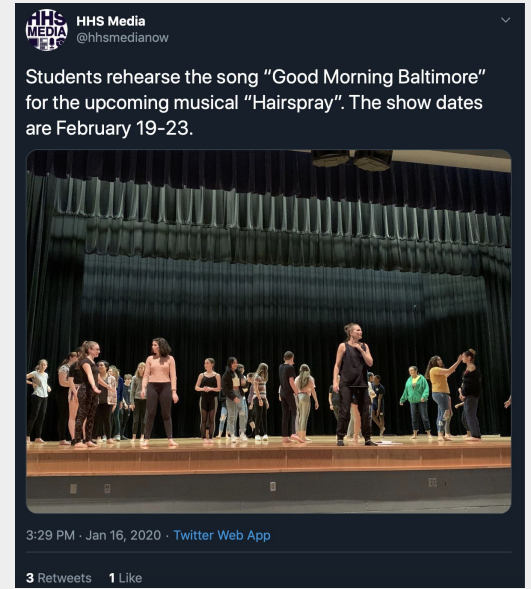 HHS
MEDIA
HHS Media
@hhsmedianow
Students rehearse the song “Good Morning Baltimore”
for the upcoming musical “Hairspray”. The show dates
are February 19-23.
3:29 PM · Jan 16, 2020 · Twitter Web App
3 Retweets 1 Like